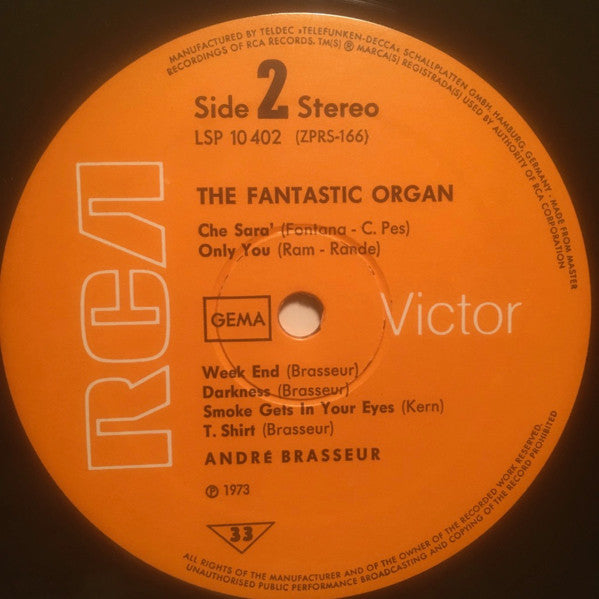 MANUFACTURED BY TELDEC »TELEFUNKEN-DECCA« SCHALLPLATTEN GMBH, HAMBURG, GERMANY · MADE FROM MASTER
RECORDINGS OF RCA RECORDS. TM(S) ® MARCA(S) REGISTRADA(S) USED BY AUTHORITY OF RCA CORPORATION
Side 2 Stereo
LSP 10 402 (ZPRS-166)
THE FANTASTIC ORGAN
Che Sara' (Fontana - C. Pes)
Only You (Ram - Rande)
RCA
GEMA
Victor
Week End (Brasseur)
Darkness (Brasseur)
Smoke Gets In Your Eyes (Kern)
T. Shirt (Brasseur)
ANDRÉ BRASSEUR
℗ 1973
33
ALL RIGHTS OF THE MANUFACTURER AND OF THE OWNER OF THE RECORDED WORK RESERVED.
UNAUTHORISED PUBLIC PERFORMANCE BROADCASTING AND COPYING OF THE RECORD PROHIBITED